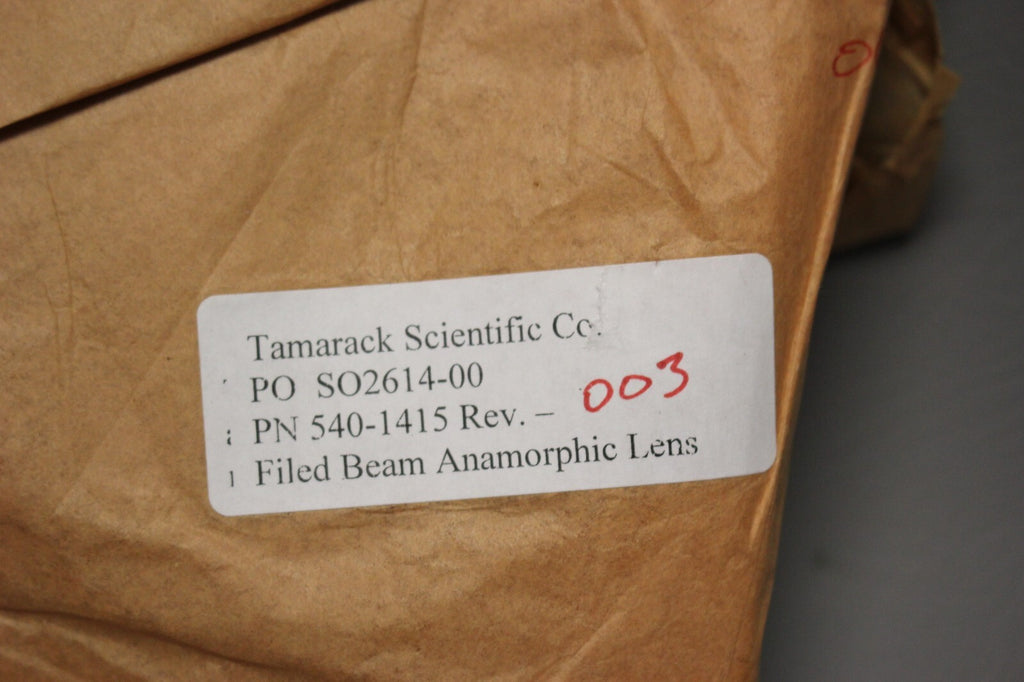 Tamarack Scientific Co.
PO SO2614-00
PN 540-1415 Rev. –
003
Filed Beam Anamorphic Lens